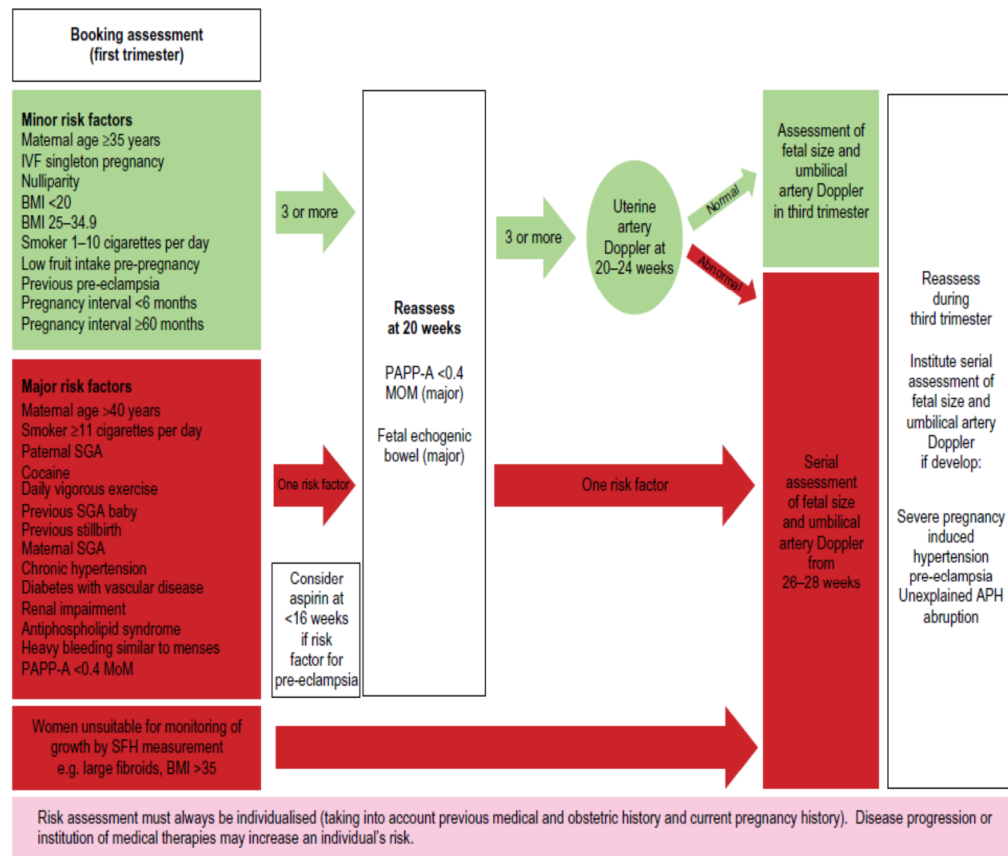 Booking assessment
(first trimester)
Minor risk factors
Maternal age ≥35 years
IVF singleton pregnancy
Nulliparity
BMI <20
BMI 25–34.9
Smoker 1–10 cigarettes per day
Low fruit intake pre-pregnancy
Previous pre-eclampsia
Pregnancy interval <6 months
Pregnancy interval ≥60 months
3 or more
Major risk factors
Maternal age >40 years
Smoker ≥11 cigarettes per day
Paternal SGA
Cocaine
Daily vigorous exercise
Previous SGA baby
Previous stillbirth
Maternal SGA
Chronic hypertension
Diabetes with vascular disease
Renal impairment
Antiphospholipid syndrome
Heavy bleeding similar to menses
PAPP-A <0.4 MoM
One risk factor
Consider
aspirin at
<16 weeks
if risk
factor for
pre-eclampsia
Women unsuitable for monitoring of
growth by SFH measurement
e.g. large fibroids, BMI >35
Reassess
at 20 weeks
PAPP-A <0.4
MOM (major)
Fetal echogenic
bowel (major)
3 or more
Uterine
artery
Doppler at
20–24 weeks
Normal
Abnormal
One risk factor
Assessment of
fetal size and
umbilical
artery Doppler
in third trimester
Serial
assessment
of fetal size
and umbilical
artery Doppler
from
26–28 weeks
Reassess
during
third trimester
Institute serial
assessment of
fetal size and
umbilical artery
Doppler
if develop:
Severe pregnancy
induced
hypertension
pre-eclampsia
Unexplained APH
abruption
Risk assessment must always be individualised (taking into account previous medical and obstetric history and current pregnancy history). Disease progression or
institution of medical therapies may increase an individual's risk.